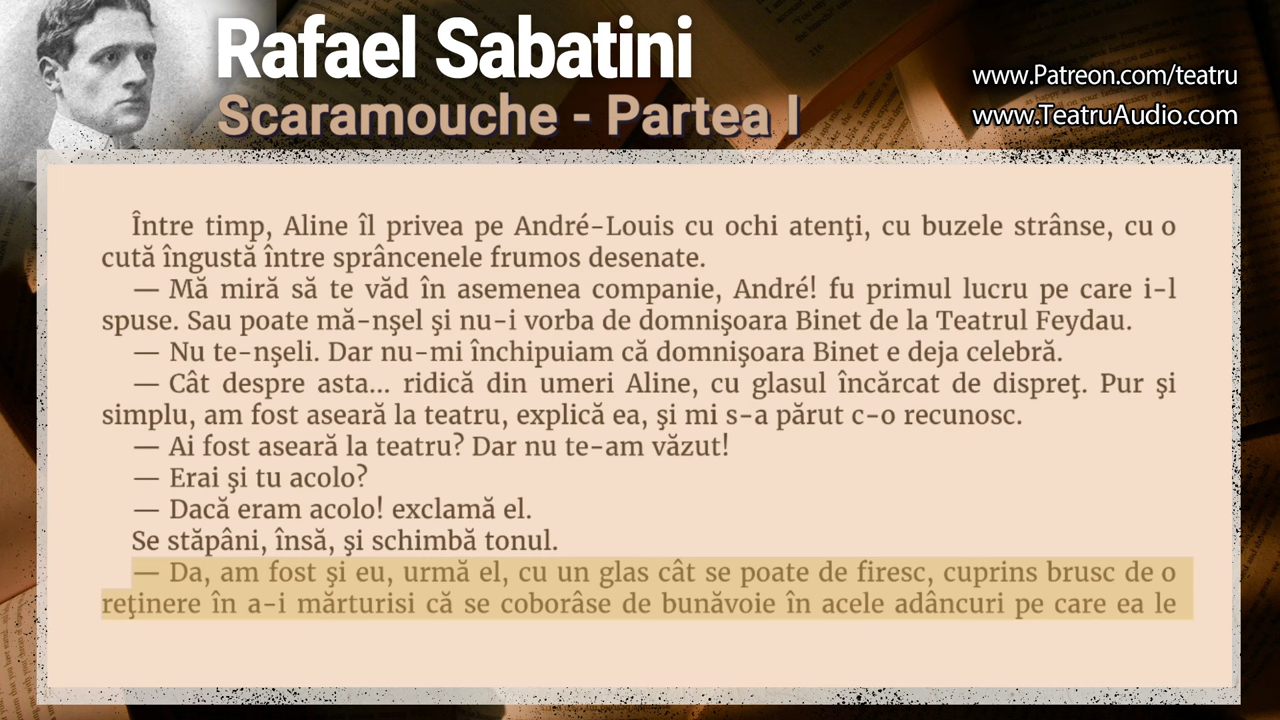 Rafael Sabatini
Scaramouche - Partea I
www.Patreon.com/teatru
www.TeatruAudio.com
Între timp, Aline îl privea pe André-Louis cu ochi atenţi, cu buzele strânse, cu o
cută îngustă între sprâncenele frumos desenate.
— Mă miră să te văd în asemenea companie, André! fu primul lucru pe care i-l
spuse. Sau poate mă-nşel şi nu-i vorba de domnişoara Binet de la Teatrul Feydau.
— Nu te-nşeli. Dar nu-mi închipuiam că domnişoara Binet e deja celebră.
— Cât despre asta... ridică din umeri Aline, cu glasul încărcat de dispreţ. Pur şi
simplu, am fost aseară la teatru, explică ea, şi mi s-a părut c-o recunosc.
— Ai fost aseară la teatru? Dar nu te-am văzut!
— Erai şi tu acolo?
— Dacă eram acolo! exclamă el.
Se stăpâni, însă, şi schimbă tonul.
— Da, am fost şi eu, urmă el, cu un glas cât se poate de firesc, cuprins brusc de o
reţinere în a-i mărturisi că se coborâse de bunăvoie în acele adâncuri pe care ea le